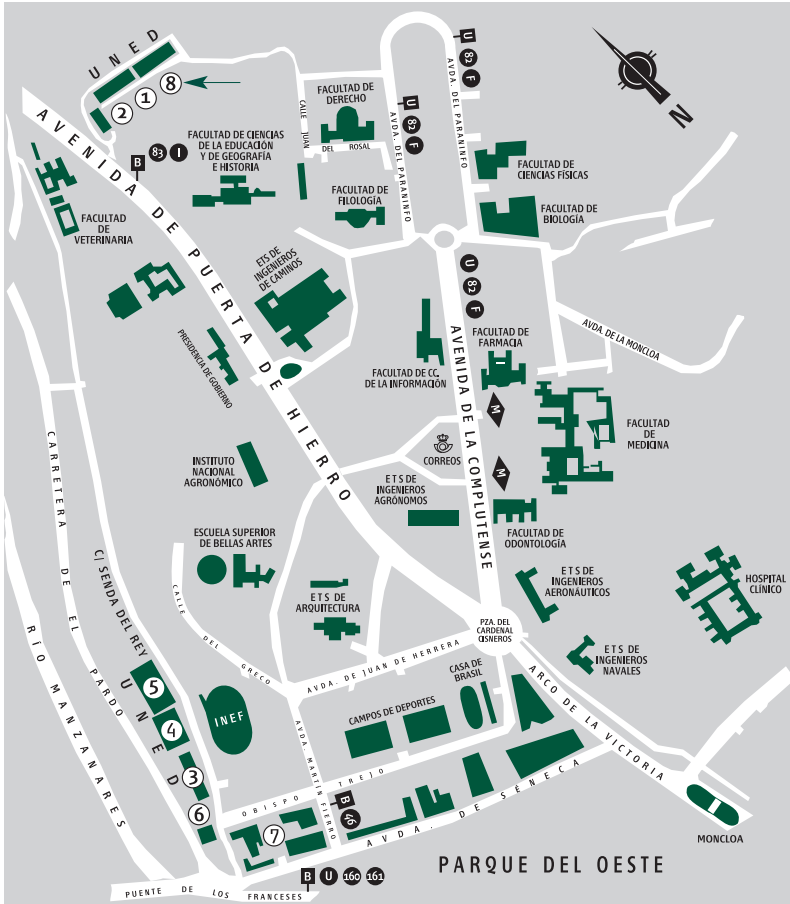 UNED
2
1
8
AVENIDA DE PUERTA DE HIERRO
B 83 I
FACULTAD DE CIENCIAS
DE LA EDUCACIÓN
Y DE GEOGRAFÍA
E HISTORIA
CALLE JUAN DEL ROSAL
FACULTAD DE
DERECHO
U 82 F
AVDA. DEL PARANINFO
U 82 F
AVDA. DEL PARANINFO
N
FACULTAD DE
CIENCIAS FÍSICAS
FACULTAD DE
FILOLOGÍA
FACULTAD DE
BIOLOGÍA
FACULTAD
DE
VETERINARIA
ETS DE
INGENIEROS
DE CAMINOS
U 82 F
AVENIDA DE LA COMPLUTENSE
PRESIDENCIA DE GOBIERNO
FACULTAD DE CC.
DE LA INFORMACIÓN
FACULTAD DE
FARMACIA
AVDA. DE LA MONCLOA
M
FACULTAD
DE
MEDICINA
CORREOS
M
CARRETERA DE EL PARDO
INSTITUTO
NACIONAL
AGRONÓMICO
E T S DE
INGENIEROS
AGRÓNOMOS
FACULTAD DE
ODONTOLOGÍA
ESCUELA SUPERIOR
DE BELLAS ARTES
C/ SENDA DEL REY
CALLE DEL GRECO
E T S DE
ARQUITECTURA
E T S DE
INGENIEROS
AERONÁUTICOS
HOSPITAL
CLÍNICO
RÍO MANZANARES
PZA. DEL
CARDENAL
CISNEROS
E T S DE
INGENIEROS
NAVALES
AVDA. DE JUAN DE HERRERA
CASA DE
BRASIL
ARCO DE LA VICTORIA
UNED
5
4
3
6
INEF
CAMPOS DE DEPORTES
AVDA. MARTÍN FIERRO
OBISPO TREJO
B 46
7
AVDA. DE SÉNECA
MONCLOA
PARQUE DEL OESTE
B U 160 161
PUENTE DE LOS FRANCESES